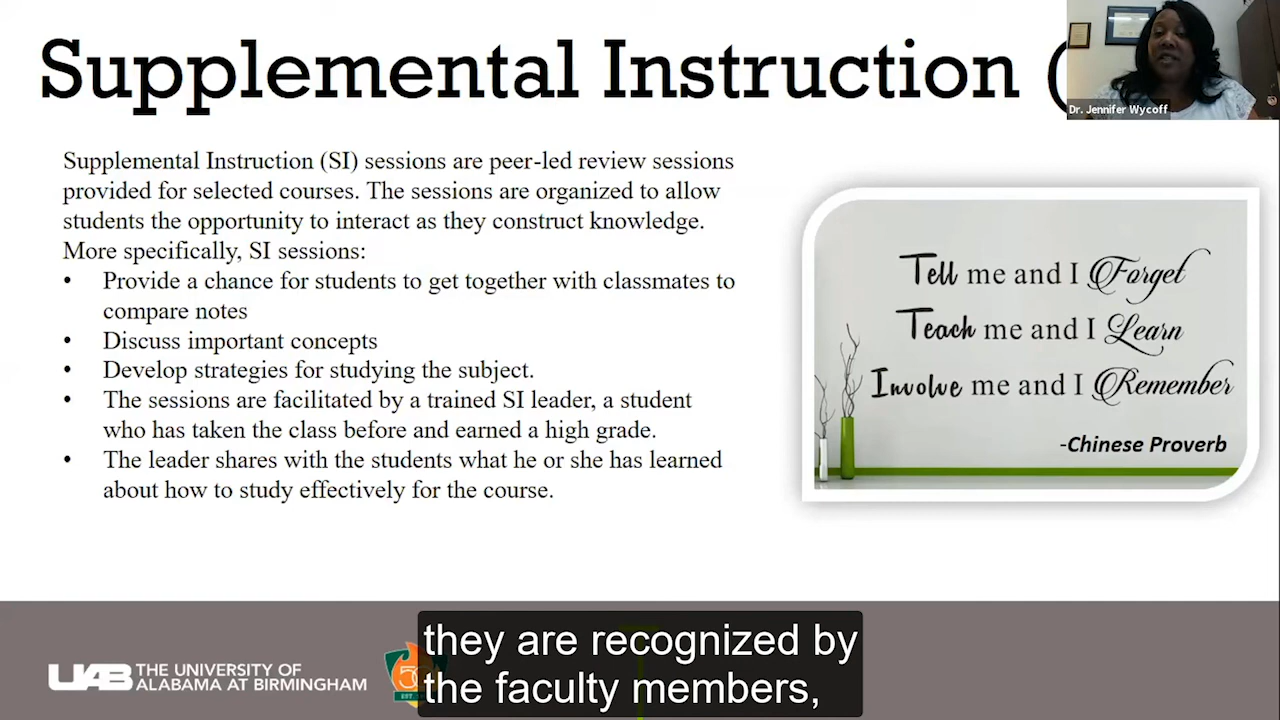 Supplemental Instruction (
Dr. Jennifer Wycoff
Supplemental Instruction (SI) sessions are peer-led review sessions
provided for selected courses. The sessions are organized to allow
students the opportunity to interact as they construct knowledge.
More specifically, SI sessions:
• Provide a chance for students to get together with classmates to
compare notes
• Discuss important concepts
• Develop strategies for studying the subject.
• The sessions are facilitated by a trained SI leader, a student
who has taken the class before and earned a high grade.
• The leader shares with the students what he or she has learned
about how to study effectively for the course.
Tell me and I Forget
Teach me and I Learn
Involve me and I Remember
-Chinese Proverb
UAB THE UNIVERSITY OF
ALABAMA AT BIRMINGHAM
50
EST.
they are recognized by
the faculty members,